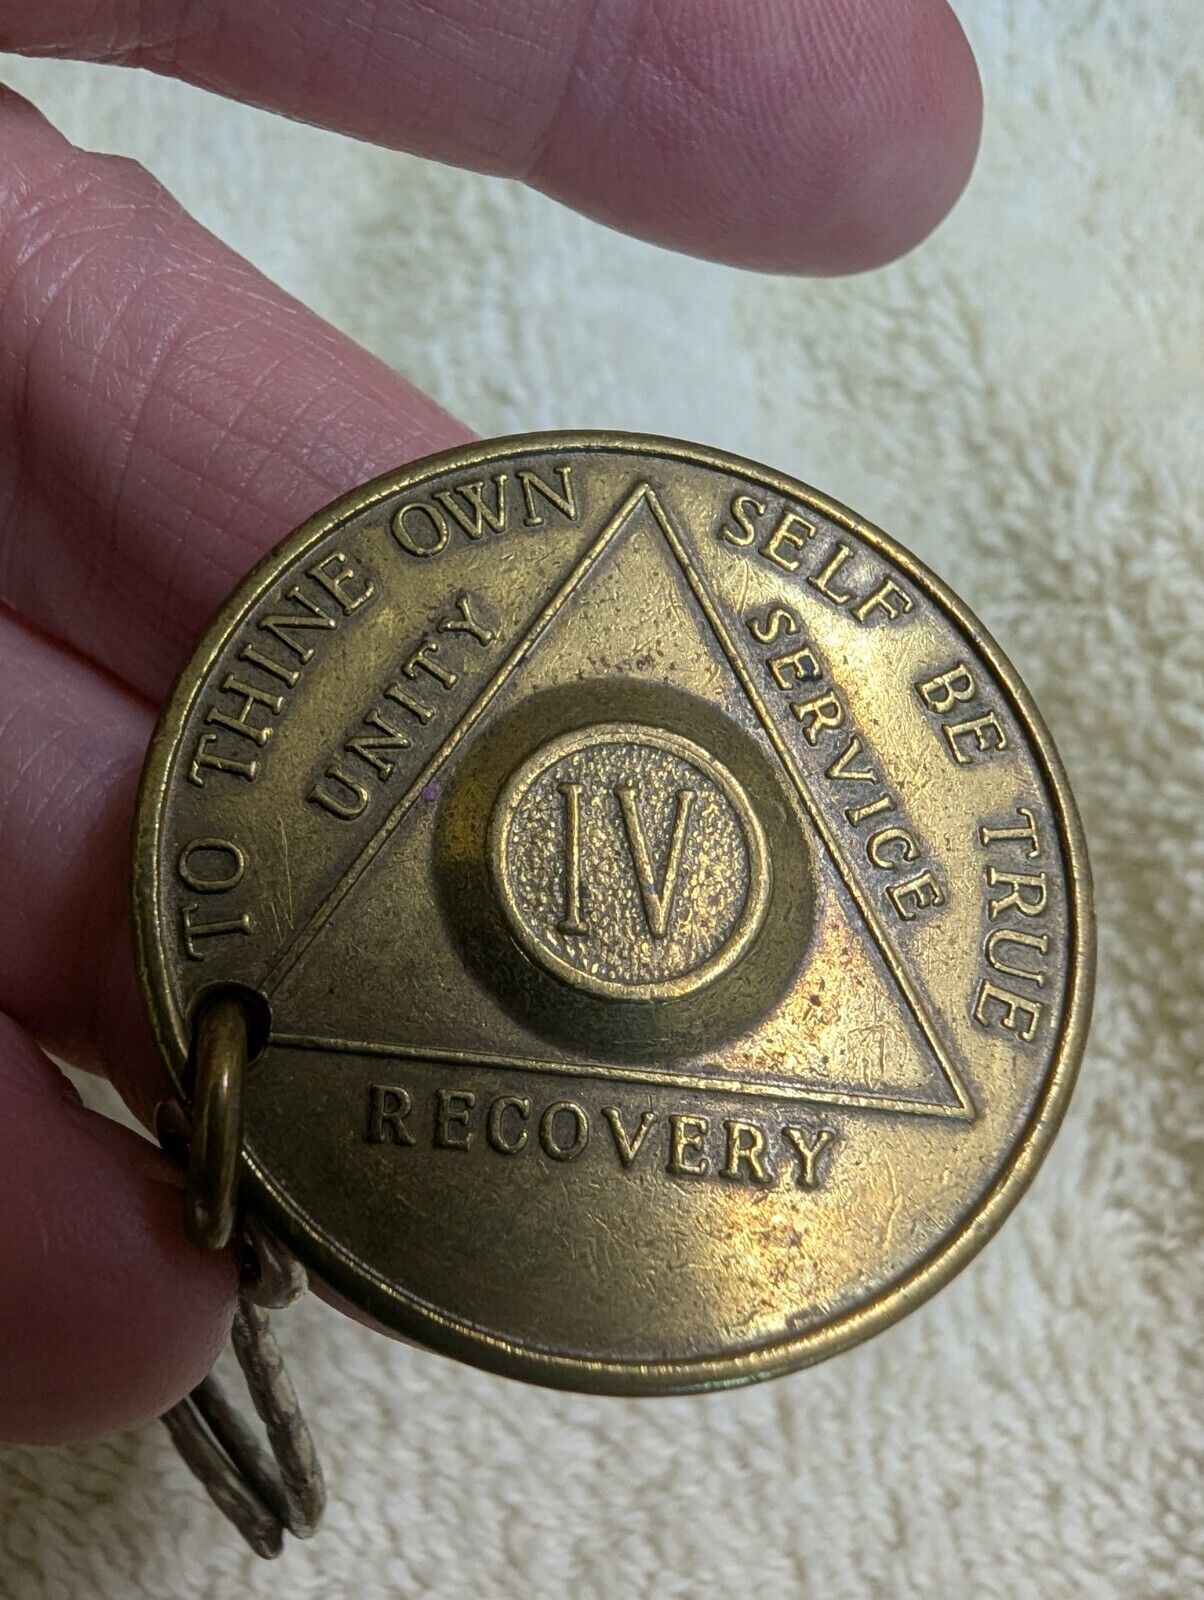 TO THINE OWN SELF BE TRUE
UNITY
SERVICE
IV
RECOVERY